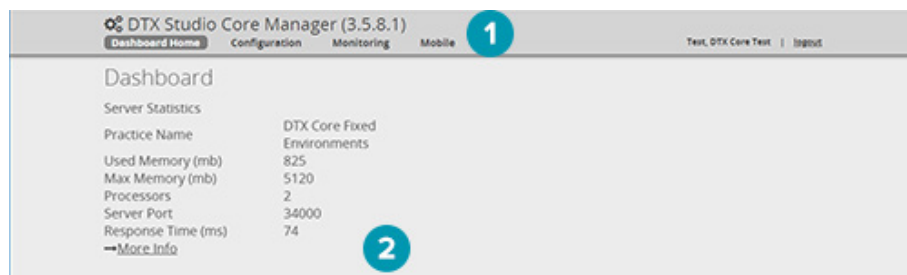 DTX Studio Core Manager (3.5.8.1)
1
Dashboard Home Configuration Monitoring Mobile Test, DTX Core Test | logout
Dashboard
Server Statistics
Practice Name DTX Core Fixed
Environments
Used Memory (mb) 825
Max Memory (mb) 5120
Processors 2
Server Port 34000
Response Time (ms) 74
→More Info
2